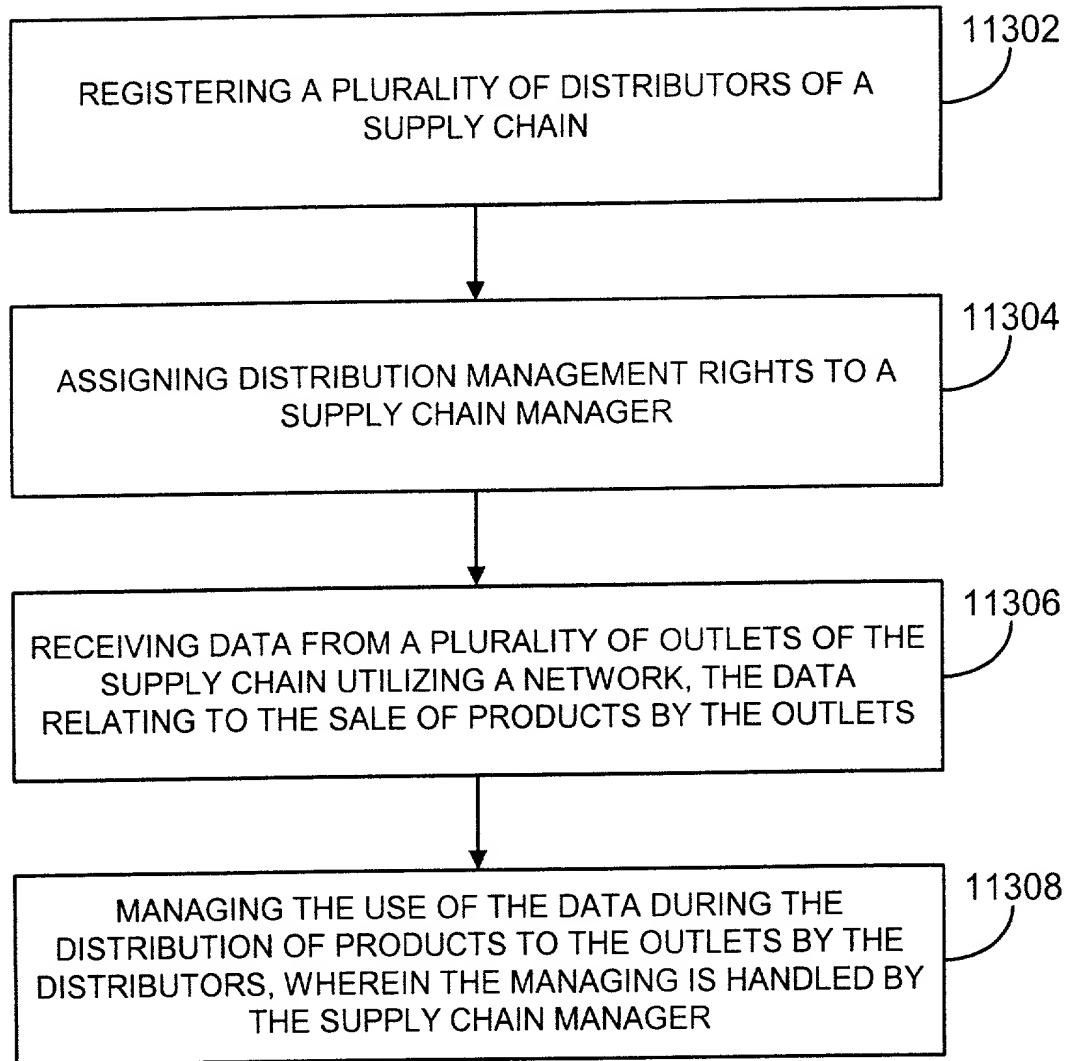 11302
REGISTERING A PLURALITY OF DISTRIBUTORS OF A
SUPPLY CHAIN
11304
ASSIGNING DISTRIBUTION MANAGEMENT RIGHTS TO A
SUPPLY CHAIN MANAGER
11306
RECEIVING DATA FROM A PLURALITY OF OUTLETS OF THE
SUPPLY CHAIN UTILIZING A NETWORK, THE DATA
RELATING TO THE SALE OF PRODUCTS BY THE OUTLETS
11308
MANAGING THE USE OF THE DATA DURING THE
DISTRIBUTION OF PRODUCTS TO THE OUTLETS BY THE
DISTRIBUTORS, WHEREIN THE MANAGING IS HANDLED BY
THE SUPPLY CHAIN MANAGER